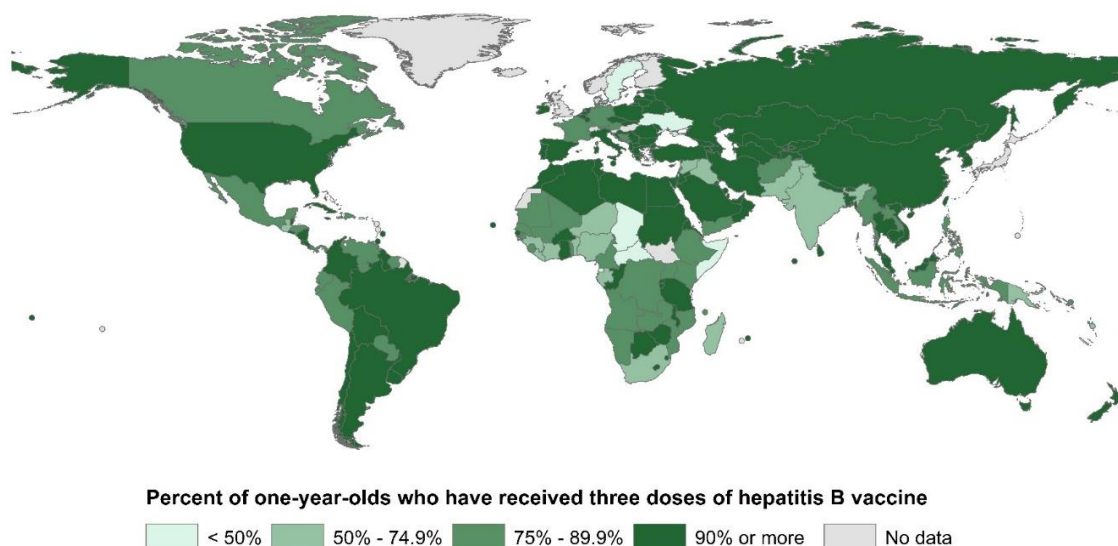 Percent of one-year-olds who have received three doses of hepatitis B vaccine
< 50% 50% - 74.9% 75% - 89.9% 90% or more No data